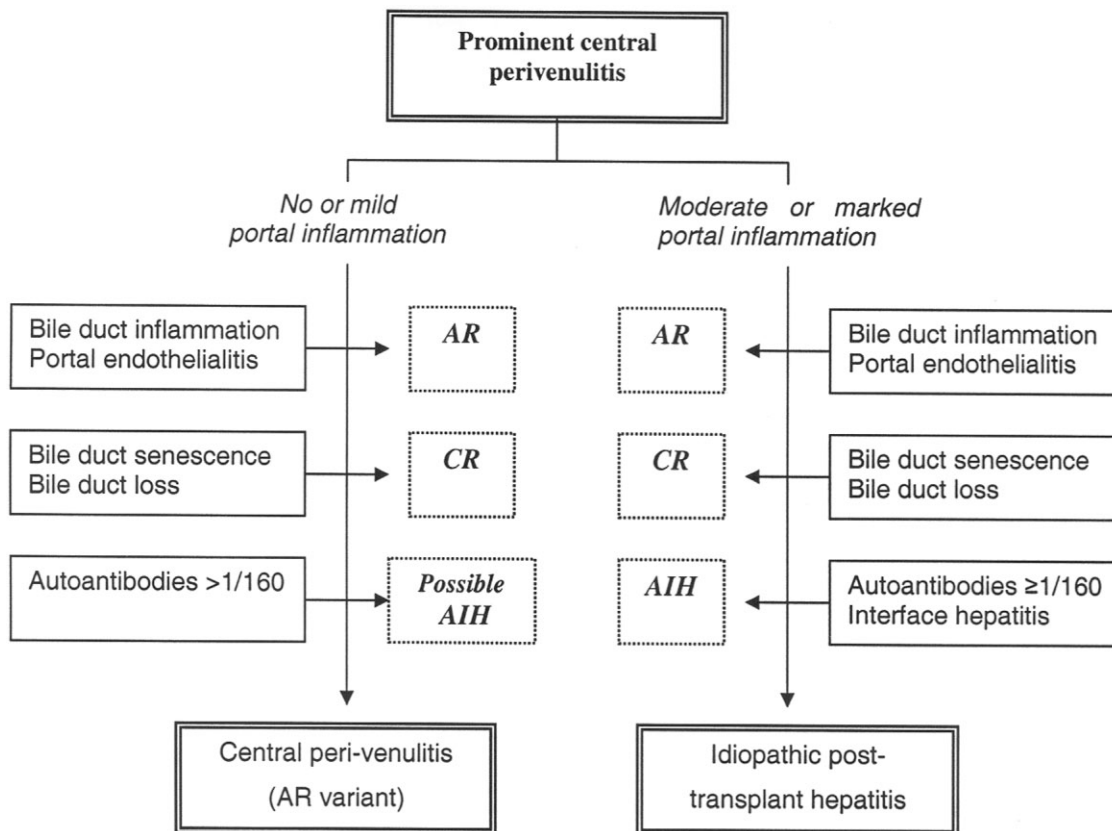 Prominent central
perivenulitis
No or mild
portal inflammation
Moderate or marked
portal inflammation
Bile duct inflammation
Portal endothelialitis
AR
AR
Bile duct inflammation
Portal endothelialitis
Bile duct senescence
Bile duct loss
CR
CR
Bile duct senescence
Bile duct loss
Autoantibodies >1/160
Possible
AIH
AIH
Autoantibodies ≥1/160
Interface hepatitis
Central peri-venulitis
(AR variant)
Idiopathic post-
transplant hepatitis